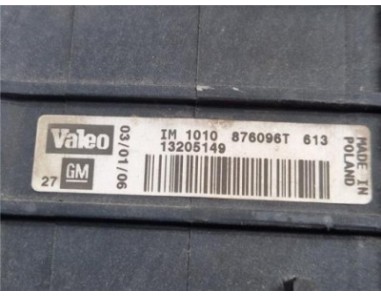 Valeo
03/01/06
27 GM
IM 1010 876096T 613
13205149
MADE IN
POLAND